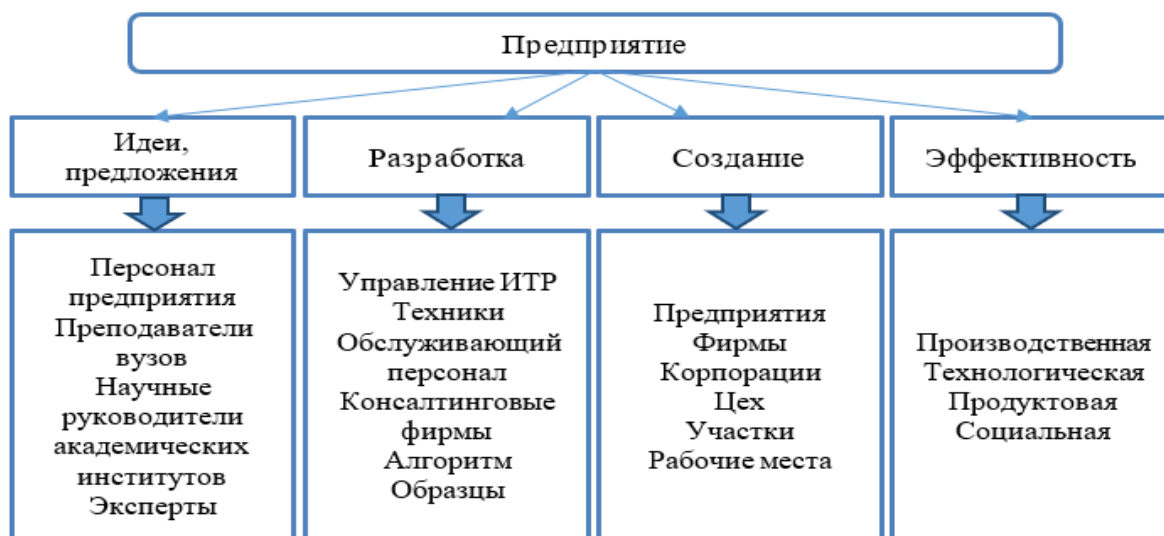 Предприятие
Идеи,
предложения
Разработка
Создание
Эффективность
Персонал
предприятия
Преподаватели
вузов
Научные
руководители
академических
институтов
Эксперты
Управление ИТР
Техники
Обслуживающий
персонал
Консалтинговые
фирмы
Алгоритм
Образцы
Предприятия
Фирмы
Корпорации
Цех
Участки
Рабочие места
Производственная
Технологическая
Продуктовая
Социальная